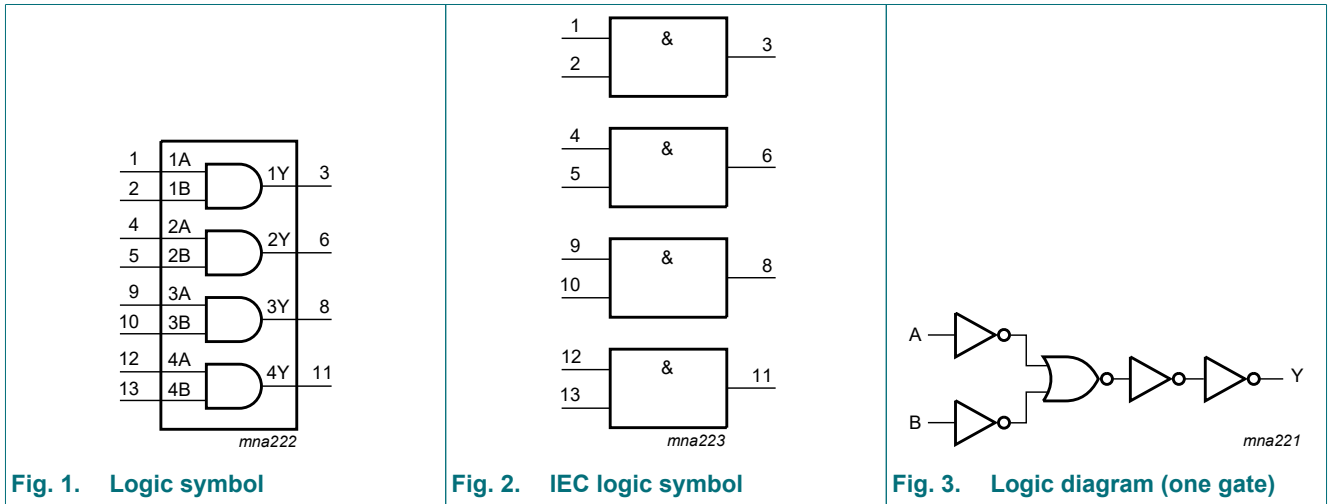 1 1A 1Y 3
2 1B
4 2A 2Y 6
5 2B
9 3A 3Y 8
10 3B
12 4A 4Y 11
13 4B
mna222
Fig. 1. Logic symbol
1 & 3
2
4 & 6
5
9 & 8
10
12 & 11
13
mna223
Fig. 2. IEC logic symbol
A
Y
B
mna221
Fig. 3. Logic diagram (one gate)